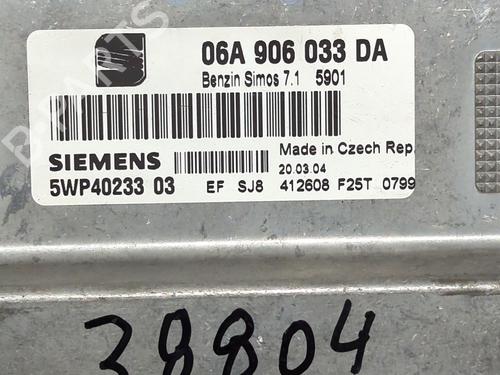 06A 906 033 DA
Benzin Simos 7.1 5901
SIEMENS
Made in Czech Rep.
20.03.04
5WP40233 03 EF SJ8 412608 F25T 0799
38804
B-PARTS